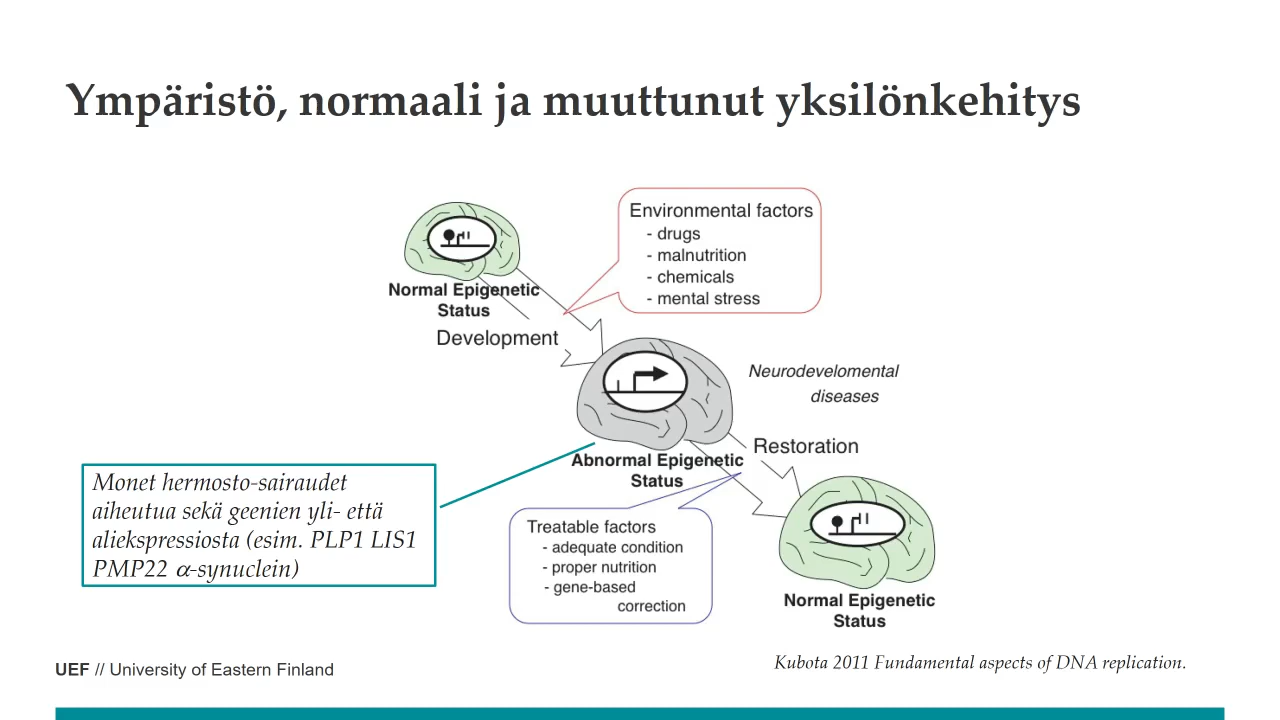 Ympäristö, normaali ja muuttunut yksilönkehitys
Environmental factors
- drugs
- malnutrition
- chemicals
- mental stress
Normal Epigenetic
Status
Development
Neurodevelomental
diseases
Restoration
Abnormal Epigenetic
Status
Monet hermosto-sairaudet
aiheutua sekä geenien yli- että
aliekspressiosta (esim. PLP1 LIS1
PMP22 α-synuclein)
Treatable factors
- adequate condition
- proper nutrition
- gene-based
correction
Normal Epigenetic
Status
Kubota 2011 Fundamental aspects of DNA replication.
UEF // University of Eastern Finland